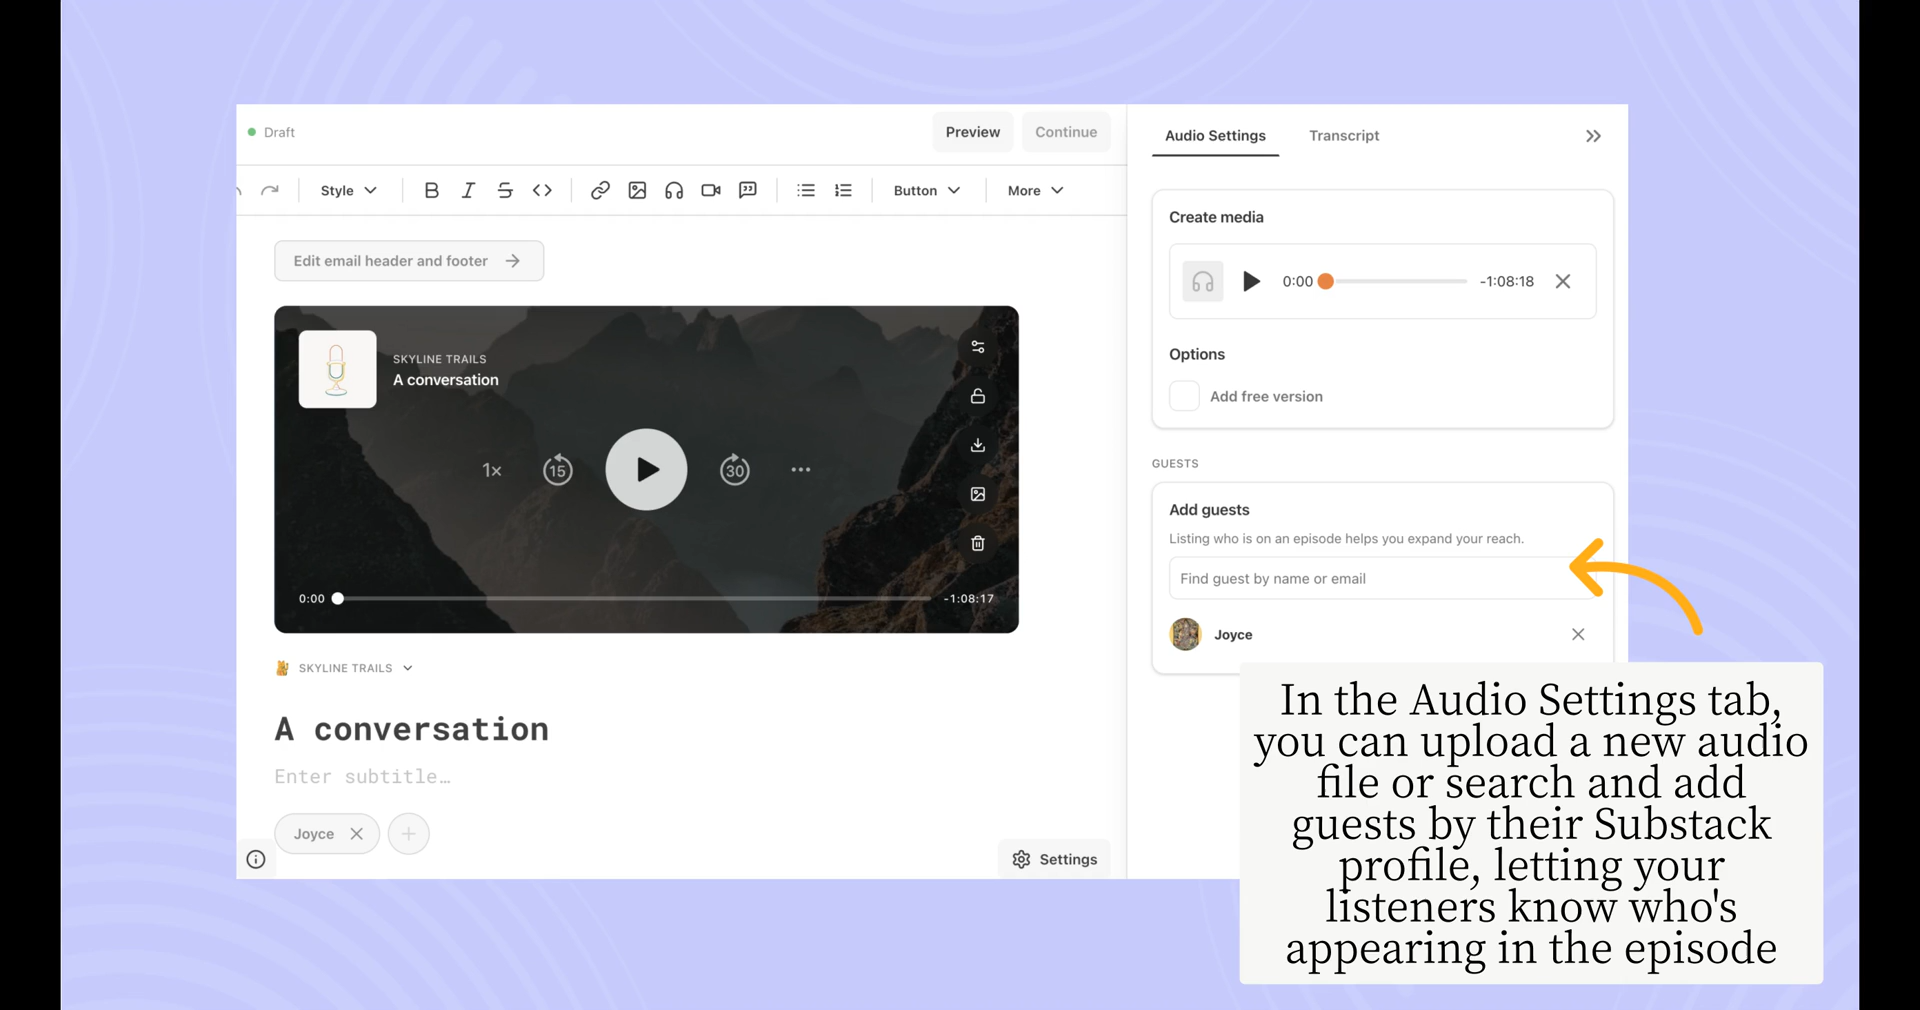 Draft
Preview
Continue
Style
Button
More
Edit email header and footer
SKYLINE TRAILS
A conversation
1×
15
30
0:00
-1:08:17
SKYLINE TRAILS
A conversation
Enter subtitle…
Joyce
Settings
Audio Settings
Transcript
Create media
0:00
-1:08:18
Options
Add free version
GUESTS
Add guests
Listing who is on an episode helps you expand your reach.
Find guest by name or email
Joyce
In the Audio Settings tab,
you can upload a new audio
file or search and add
guests by their Substack
profile, letting your
listeners know who's
appearing in the episode